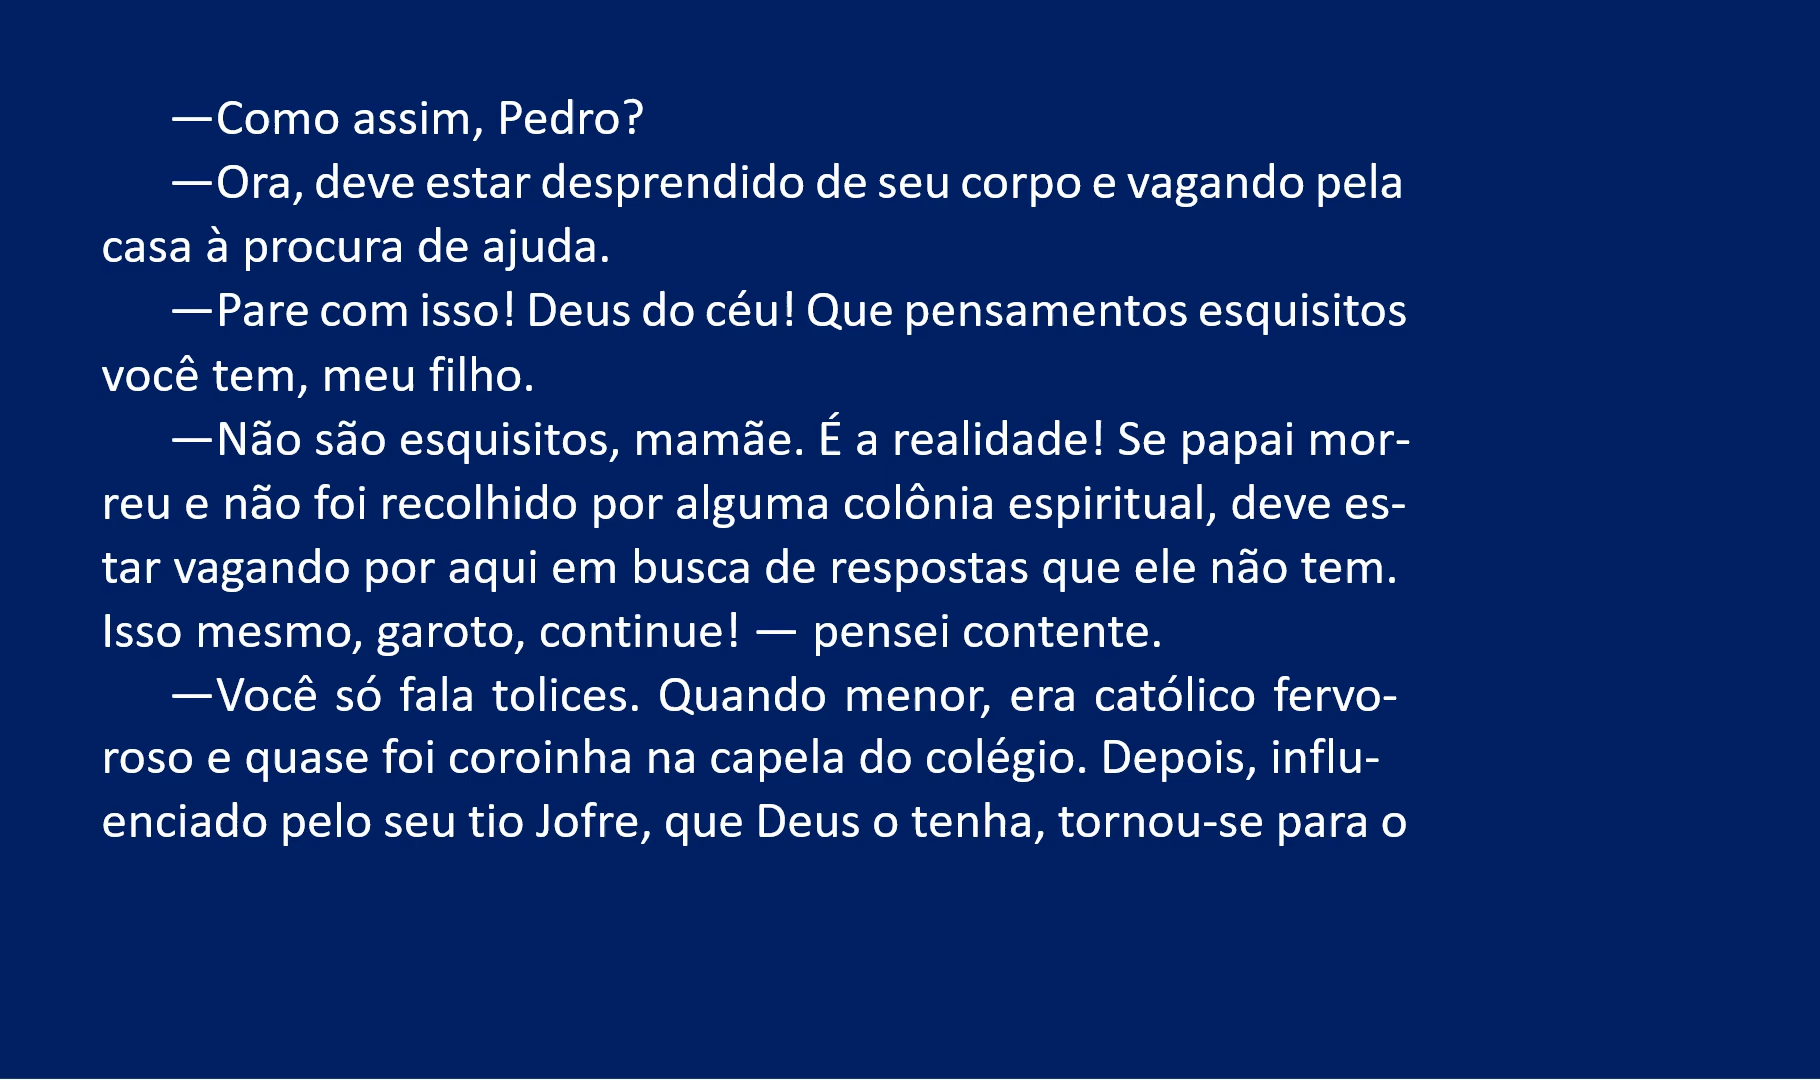 —Como assim, Pedro?
—Ora, deve estar desprendido de seu corpo e vagando pela
casa à procura de ajuda.
—Pare com isso! Deus do céu! Que pensamentos esquisitos
você tem, meu filho.
—Não são esquisitos, mamãe. É a realidade! Se papai mor-
reu e não foi recolhido por alguma colônia espiritual, deve es-
tar vagando por aqui em busca de respostas que ele não tem.
Isso mesmo, garoto, continue! — pensei contente.
—Você só fala tolices. Quando menor, era católico fervo-
roso e quase foi coroinha na capela do colégio. Depois, influ-
enciado pelo seu tio Jofre, que Deus o tenha, tornou-se para o